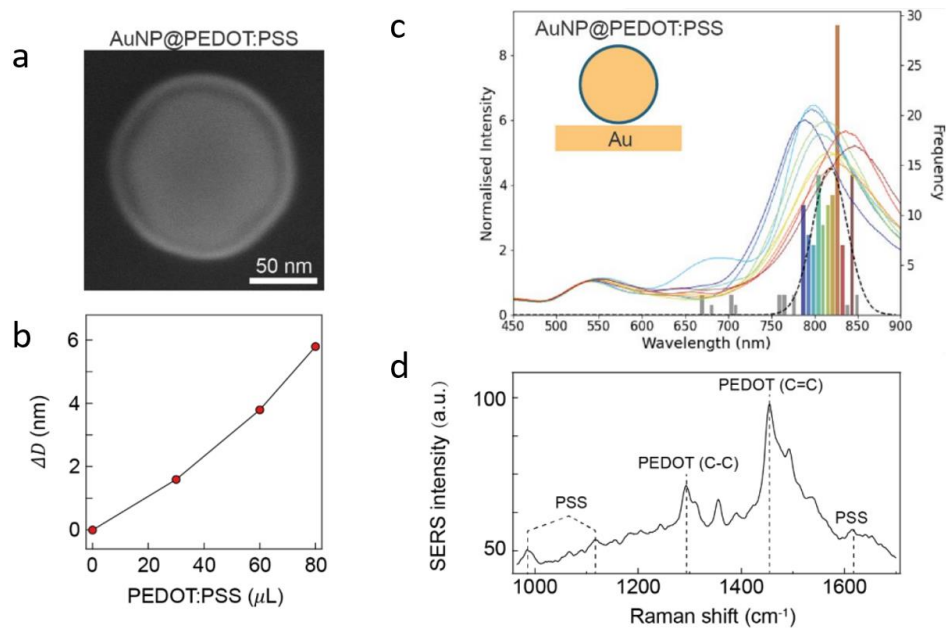 a
AuNP@PEDOT:PSS
50 nm
b
ΔD (nm)
6
4
2
0
0 20 40 60 80
PEDOT:PSS (μL)
c
AuNP@PEDOT:PSS
Au
Normalised Intensity
8
6
4
2
0
30
25
20
15
10
5
Frequency
450 500 550 600 650 700 750 800 850 900
Wavelength (nm)
d
SERS intensity (a.u.)
100
50
PEDOT (C=C)
PEDOT (C-C)
PSS
PSS
1000 1200 1400 1600
Raman shift (cm⁻¹)